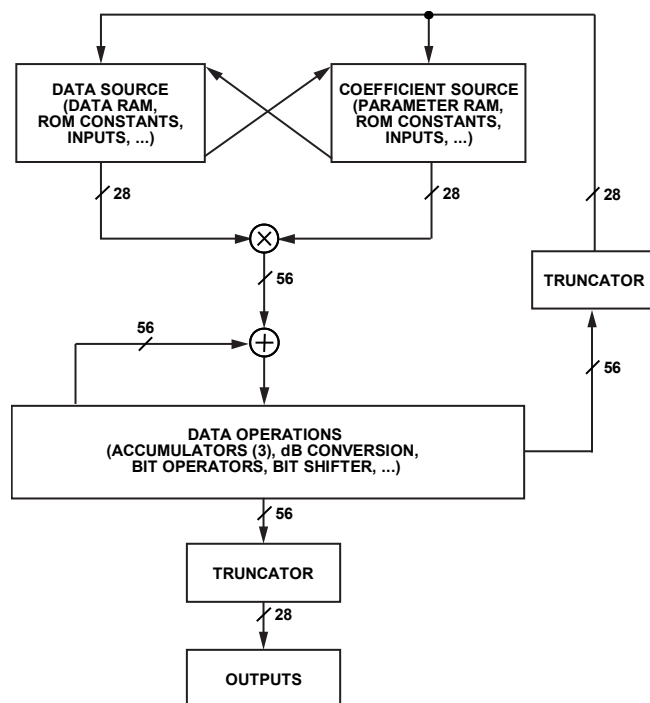 DATA SOURCE
(DATA RAM,
ROM CONSTANTS,
INPUTS, ...)
COEFFICIENT SOURCE
(PARAMETER RAM,
ROM CONSTANTS,
INPUTS, ...)
28
28
28
TRUNCATOR
56
56
56
DATA OPERATIONS
(ACCUMULATORS (3), dB CONVERSION,
BIT OPERATORS, BIT SHIFTER, ...)
56
TRUNCATOR
28
OUTPUTS